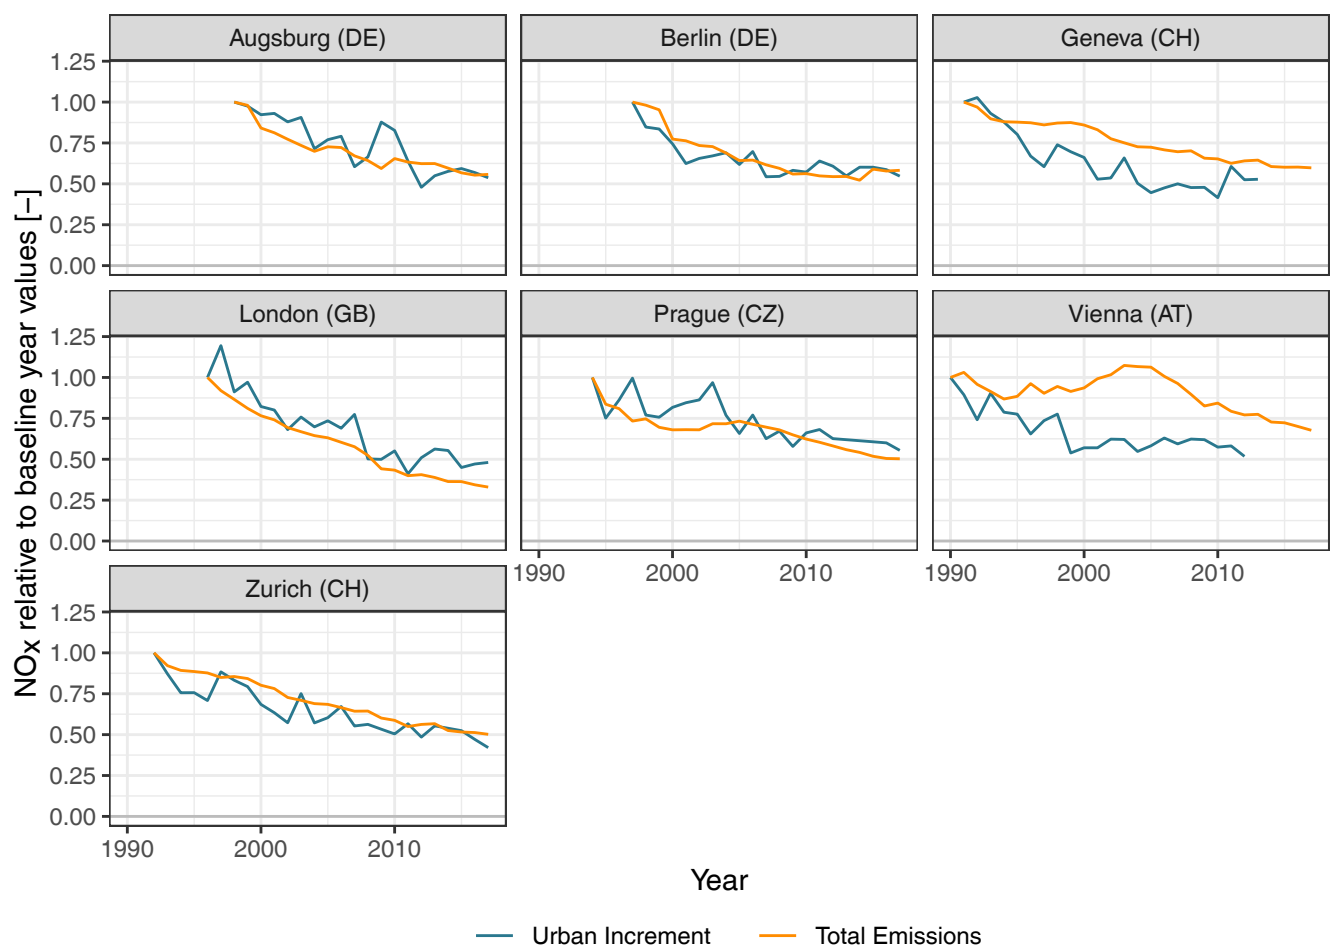 Augsburg (DE) Berlin (DE) Geneva (CH)
1.25
1.00
0.75
0.50
0.25
0.00
London (GB) Prague (CZ) Vienna (AT)
1.25
1.00
0.75
0.50
0.25
0.00
1990 2000 2010 1990 2000 2010
Zurich (CH)
1.25
1.00
0.75
0.50
0.25
0.00
1990 2000 2010
NOx relative to baseline year values [−]
Year
Urban Increment Total Emissions